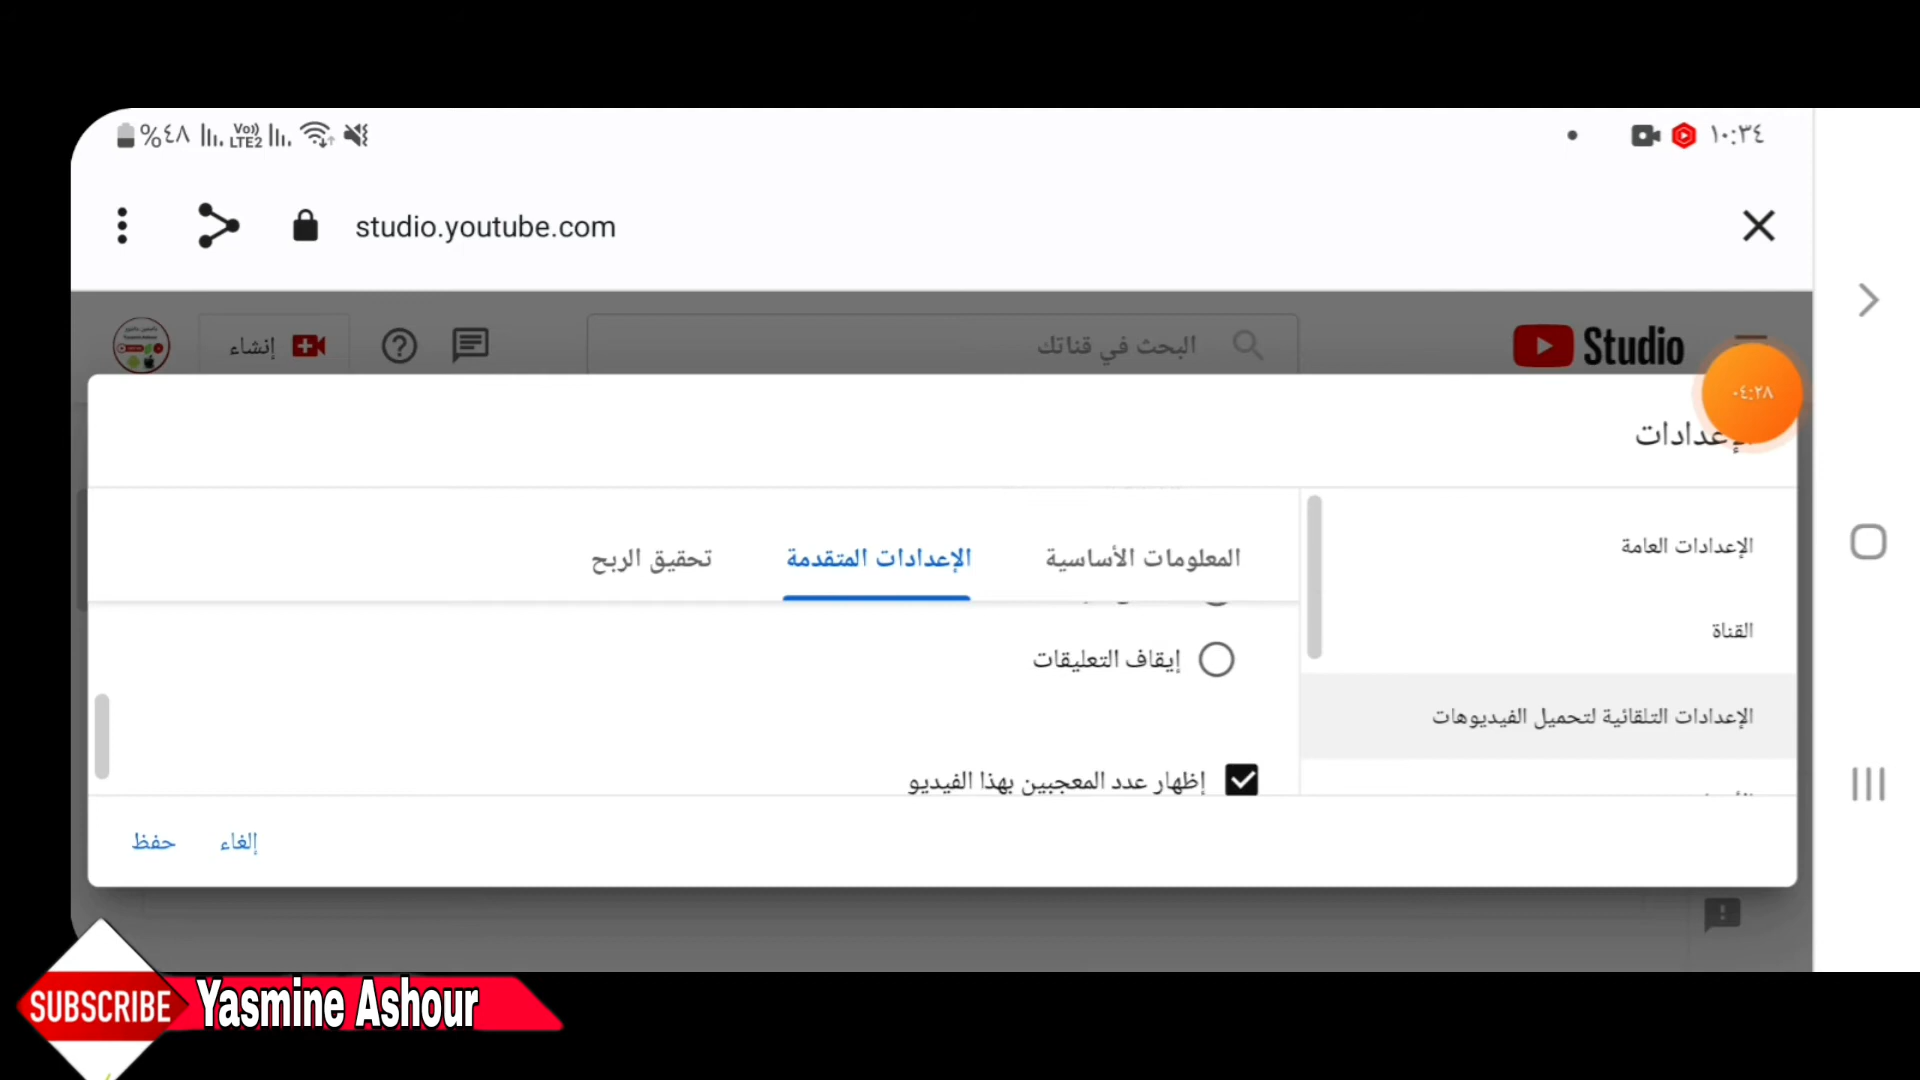 %٤٨ Vo)) LTE2 ١٠:٣٤
studio.youtube.com
إنشاء
البحث في قناتك
Studio
٠٤:٢٨
الإعدادات
المعلومات الأساسية
الإعدادات المتقدمة
تحقيق الربح
الإعدادات العامة
القناة
الإعدادات التلقائية لتحميل الفيديوهات
إيقاف التعليقات
إظهار عدد المعجبين بهذا الفيديو
إلغاء
حفظ
SUBSCRIBE
Yasmine Ashour